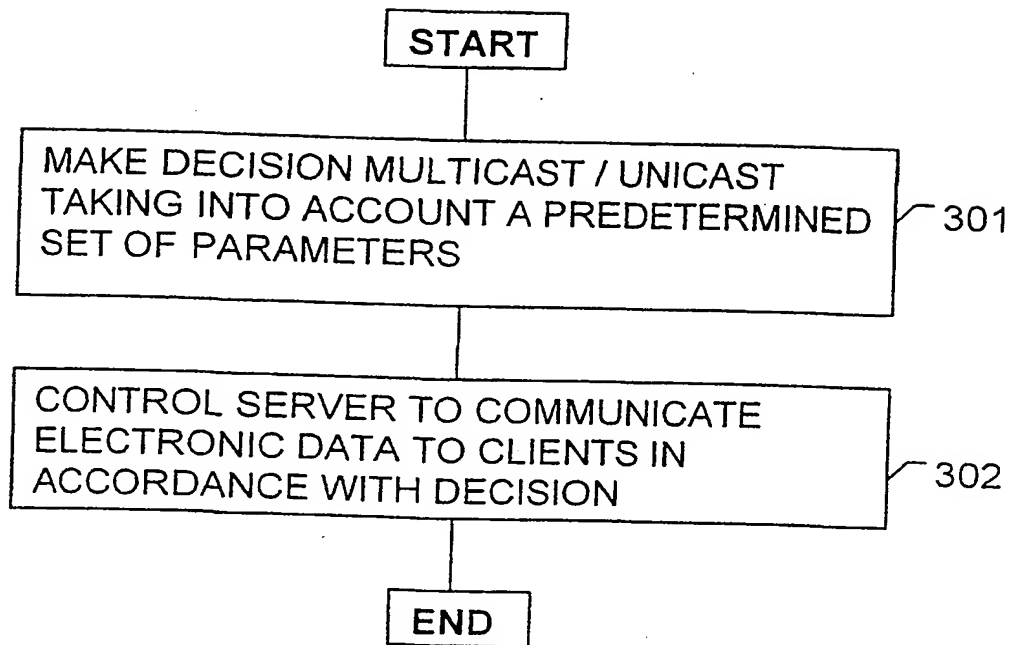 START
MAKE DECISION MULTICAST / UNICAST
TAKING INTO ACCOUNT A PREDETERMINED
SET OF PARAMETERS
301
CONTROL SERVER TO COMMUNICATE
ELECTRONIC DATA TO CLIENTS IN
ACCORDANCE WITH DECISION
302
END